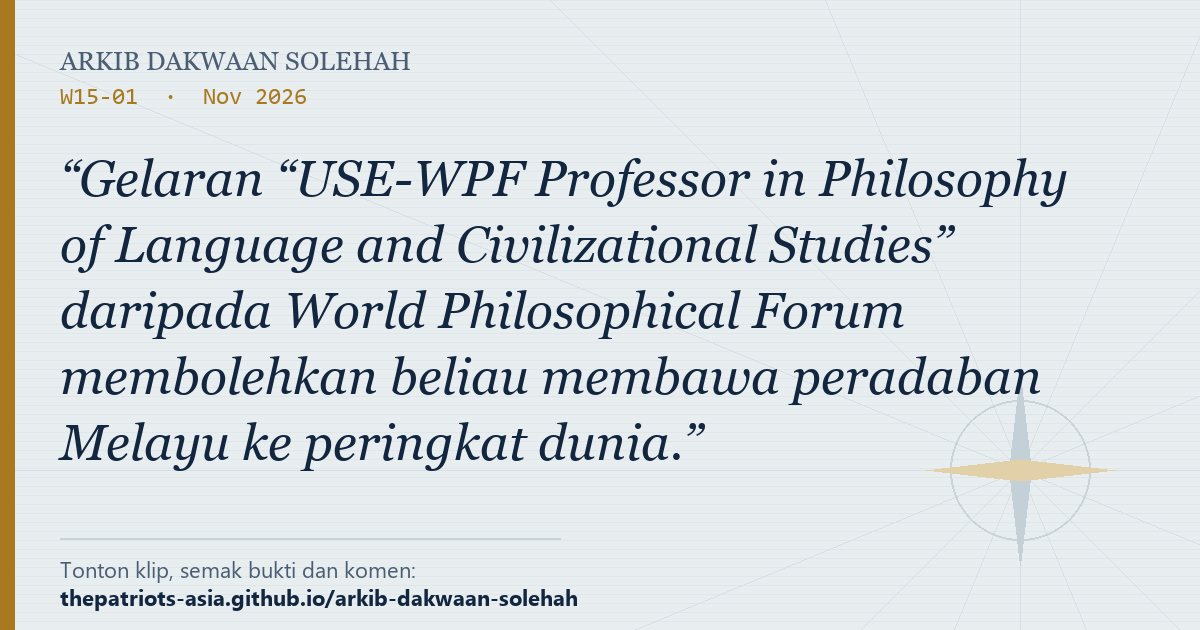 ARKIB DAKWAAN SOLEHAH
W15-01 · Nov 2026
“Gelaran “USE-WPF Professor in Philosophy
of Language and Civilizational Studies”
daripada World Philosophical Forum
membolehkan beliau membawa peradaban
Melayu ke peringkat dunia.”
Tonton klip, semak bukti dan komen:
thepatriots-asia.github.io/arkib-dakwaan-solehah